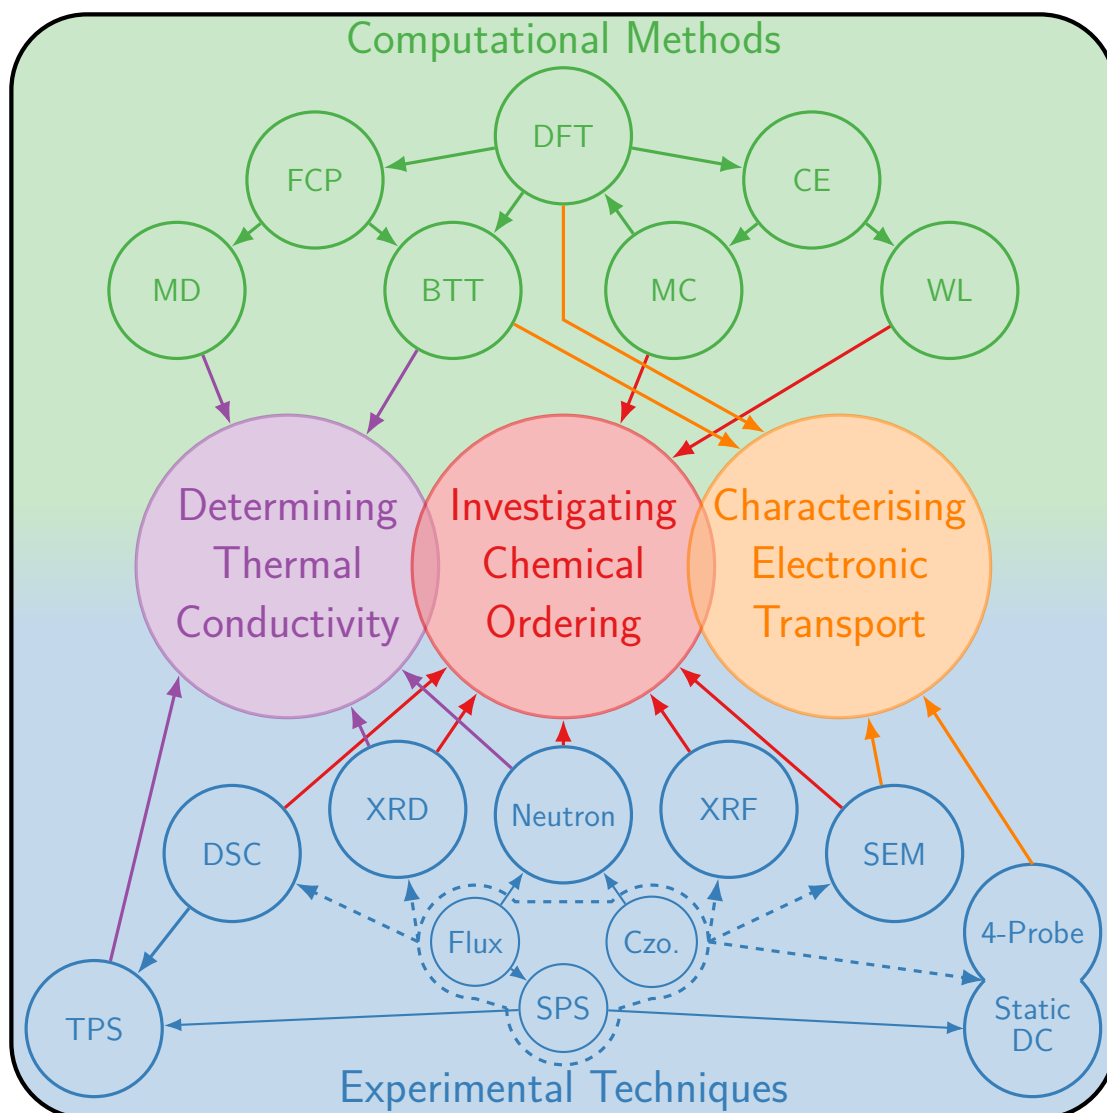 Computational Methods
DFT
FCP
CE
MD
BTT
MC
WL
Determining
Thermal
Conductivity
Investigating
Chemical
Ordering
Characterising
Electronic
Transport
XRD
Neutron
XRF
DSC
SEM
4-Probe
Flux
Czo.
SPS
TPS
Static
DC
Experimental Techniques